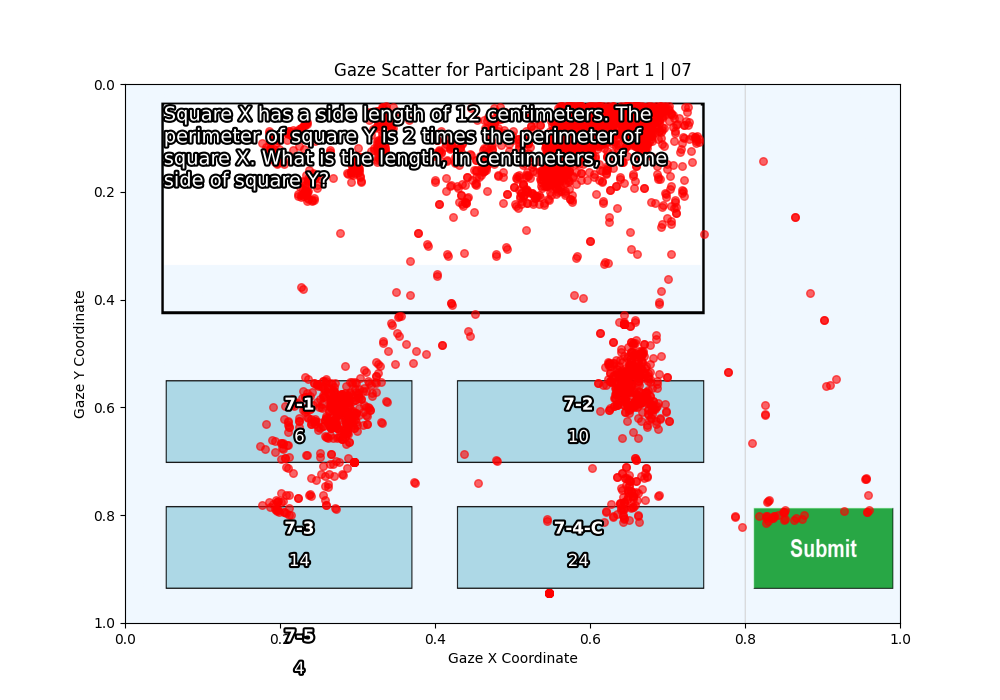 Gaze Scatter for Participant 28 | Part 1 | 07
0.0
0.2
0.4
0.6
0.8
1.0
Gaze Y Coordinate
Square X has a side length of 12 centimeters. The
perimeter of square Y is 2 times the perimeter of
square X. What is the length, in centimeters, of one
side of square Y?
7-1
6
7-2
10
7-3
14
7-4-C
24
Submit
7-5
4
0.0
0.2
0.4
0.6
0.8
1.0
Gaze X Coordinate